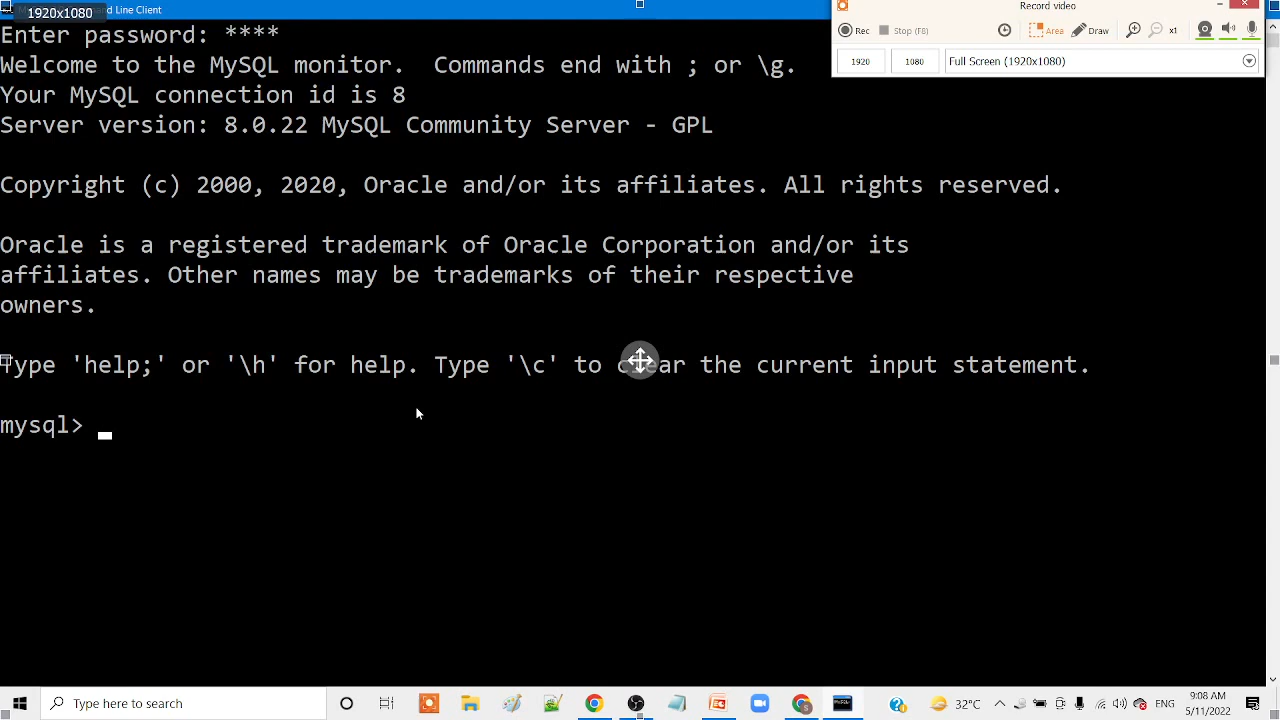 1920x1080
and Line Client
Record video
Rec
Stop (F8)
Area
Draw
x1
1920
1080
Full Screen (1920x1080)
Enter password: ****
Welcome to the MySQL monitor.  Commands end with ; or \g.
Your MySQL connection id is 8
Server version: 8.0.22 MySQL Community Server - GPL
Copyright (c) 2000, 2020, Oracle and/or its affiliates. All rights reserved.
Oracle is a registered trademark of Oracle Corporation and/or its
affiliates. Other names may be trademarks of their respective
owners.
Type 'help;' or '\h' for help. Type '\c' to clear the current input statement.
mysql>
Type here to search
32°C
ENG
9:08 AM
5/11/2022